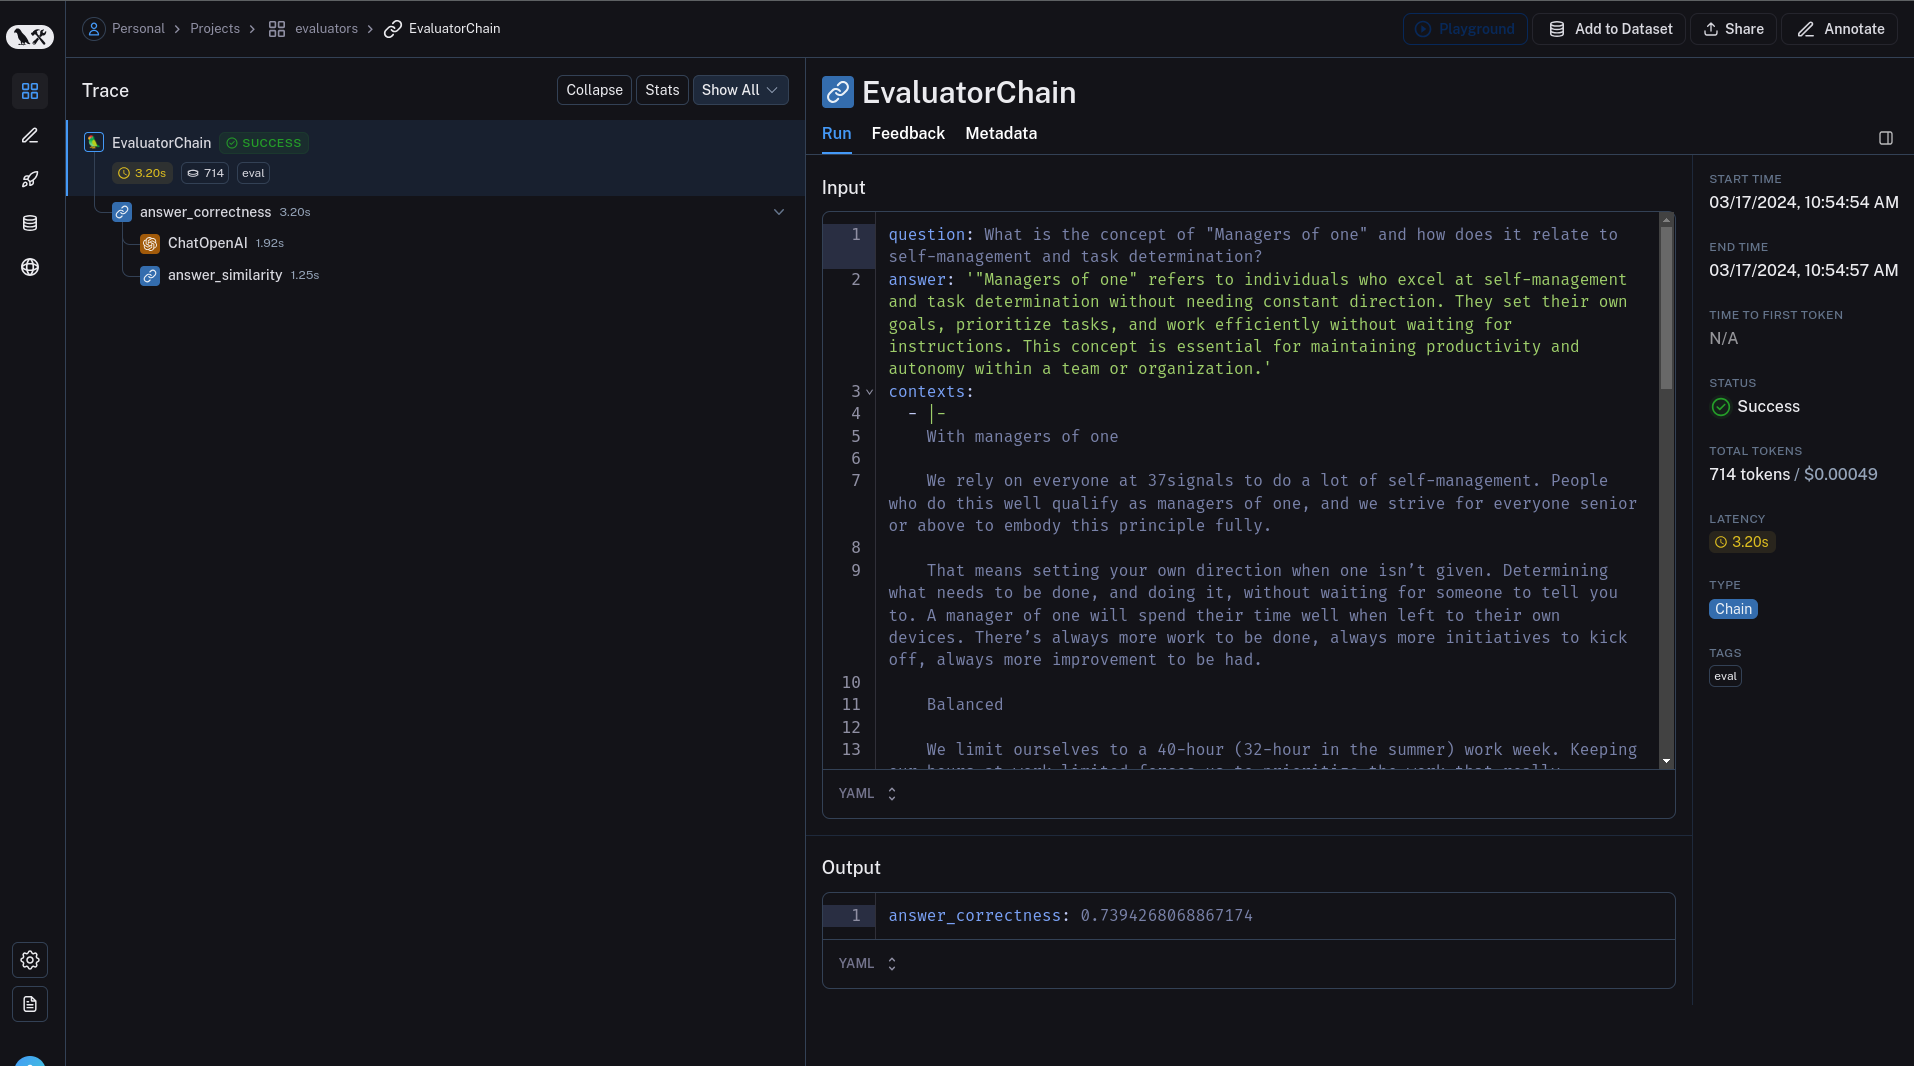 Personal > Projects > evaluators > EvaluatorChain
Playground
Add to Dataset
Share
Annotate
Trace
Collapse
Stats
Show All
EvaluatorChain
SUCCESS
3.20s
714
eval
answer_correctness 3.20s
ChatOpenAI 1.92s
answer_similarity 1.25s
EvaluatorChain
Run
Feedback
Metadata
Input
1 question: What is the concept of "Managers of one" and how does it relate to
self-management and task determination?
2 answer: '"Managers of one" refers to individuals who excel at self-management
and task determination without needing constant direction. They set their own
goals, prioritize tasks, and work efficiently without waiting for
instructions. This concept is essential for maintaining productivity and
autonomy within a team or organization.'
3 contexts:
4 - |-
5 With managers of one
6
7 We rely on everyone at 37signals to do a lot of self-management. People
who do this well qualify as managers of one, and we strive for everyone senior
or above to embody this principle fully.
8
9 That means setting your own direction when one isn’t given. Determining
what needs to be done, and doing it, without waiting for someone to tell you
to. A manager of one will spend their time well when left to their own
devices. There’s always more work to be done, always more initiatives to kick
off, always more improvement to be had.
10
11 Balanced
12
13 We limit ourselves to a 40-hour (32-hour in the summer) work week. Keeping
our hours at work limited forces us to prioritize the work that really
YAML
Output
1 answer_correctness: 0.7394268068867174
YAML
START TIME
03/17/2024, 10:54:54 AM
END TIME
03/17/2024, 10:54:57 AM
TIME TO FIRST TOKEN
N/A
STATUS
Success
TOTAL TOKENS
714 tokens / $0.00049
LATENCY
3.20s
TYPE
Chain
TAGS
eval